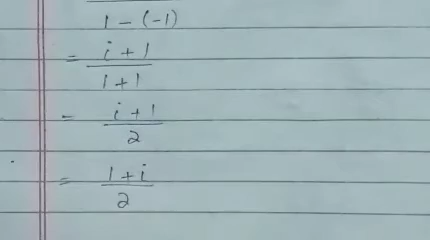 1 - (-1)
= i + 1
1 + 1
= i + 1
2
= 1 + i
2